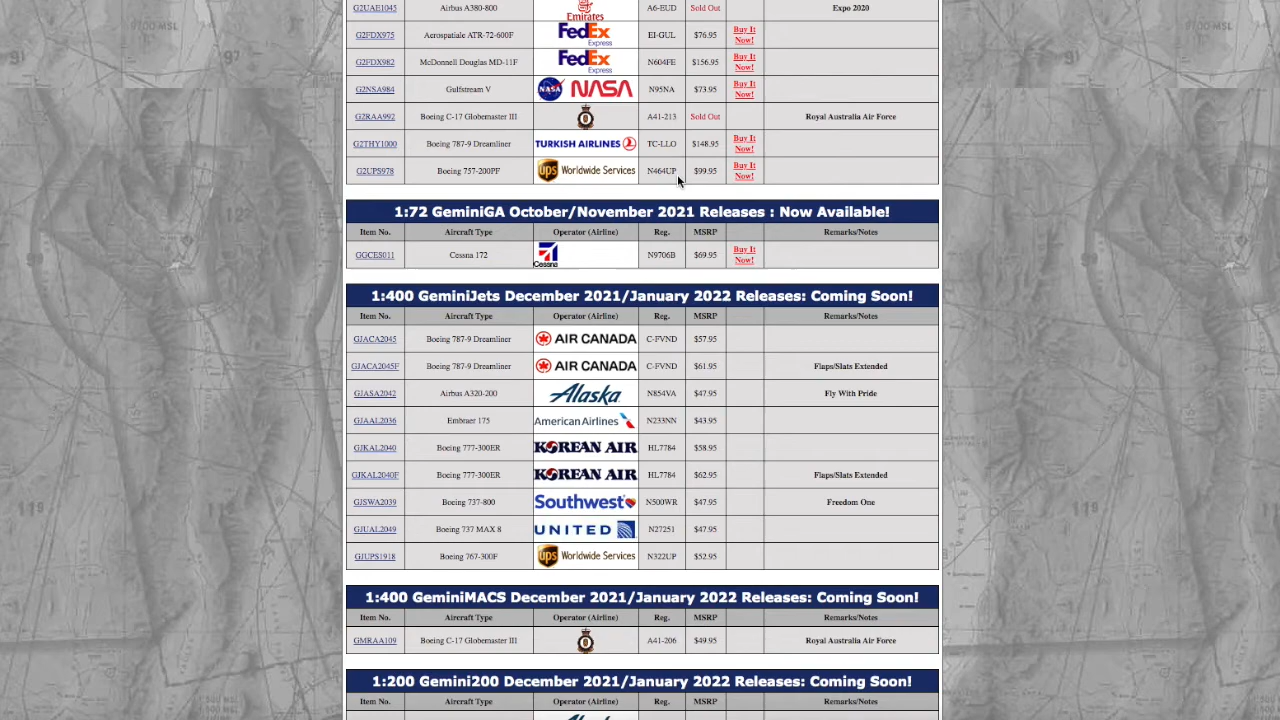 G2UAE1045 Airbus A380-800 Emirates A6-EUD Sold Out Expo 2020
G2FDX975 Aerospatiale ATR-72-600F FedEx Express EI-GUL $76.95 Buy It Now!
G2FDX982 McDonnell Douglas MD-11F FedEx Express N604FE $156.95 Buy It Now!
G2NSA984 Gulfstream V NASA NASA N95NA $73.95 Buy It Now!
G2RAA992 Boeing C-17 Globemaster III A41-213 Sold Out Royal Australia Air Force
G2THY1000 Boeing 787-9 Dreamliner TURKISH AIRLINES TC-LLO $148.95 Buy It Now!
G2UPS978 Boeing 757-200PF ups Worldwide Services N464UP $99.95 Buy It Now!
1:72 GeminiGA October/November 2021 Releases : Now Available!
Item No. Aircraft Type Operator (Airline) Reg. MSRP Remarks/Notes
GGCES011 Cessna 172 Cessna N9706B $69.95 Buy It Now!
1:400 GeminiJets December 2021/January 2022 Releases: Coming Soon!
Item No. Aircraft Type Operator (Airline) Reg. MSRP Remarks/Notes
GJACA2045 Boeing 787-9 Dreamliner AIR CANADA C-FVND $57.95
GJACA2045F Boeing 787-9 Dreamliner AIR CANADA C-FVND $61.95 Flaps/Slats Extended
GJASA2042 Airbus A320-200 Alaska N854VA $47.95 Fly With Pride
GJAAL2036 Embraer 175 American Airlines N233NN $43.95
GJKAL2040 Boeing 777-300ER KOREAN AIR HL7784 $58.95
GJKAL2040F Boeing 777-300ER KOREAN AIR HL7784 $62.95 Flaps/Slats Extended
GJSWA2039 Boeing 737-800 Southwest N500WR $47.95 Freedom One
GJUAL2049 Boeing 737 MAX 8 UNITED N27251 $47.95
GJUPS1918 Boeing 767-300F ups Worldwide Services N322UP $52.95
1:400 GeminiMACS December 2021/January 2022 Releases: Coming Soon!
Item No. Aircraft Type Operator (Airline) Reg. MSRP Remarks/Notes
GMRAA109 Boeing C-17 Globemaster III A41-206 $49.95 Royal Australia Air Force
1:200 Gemini200 December 2021/January 2022 Releases: Coming Soon!
Item No. Aircraft Type Operator (Airline) Reg. MSRP Remarks/Notes